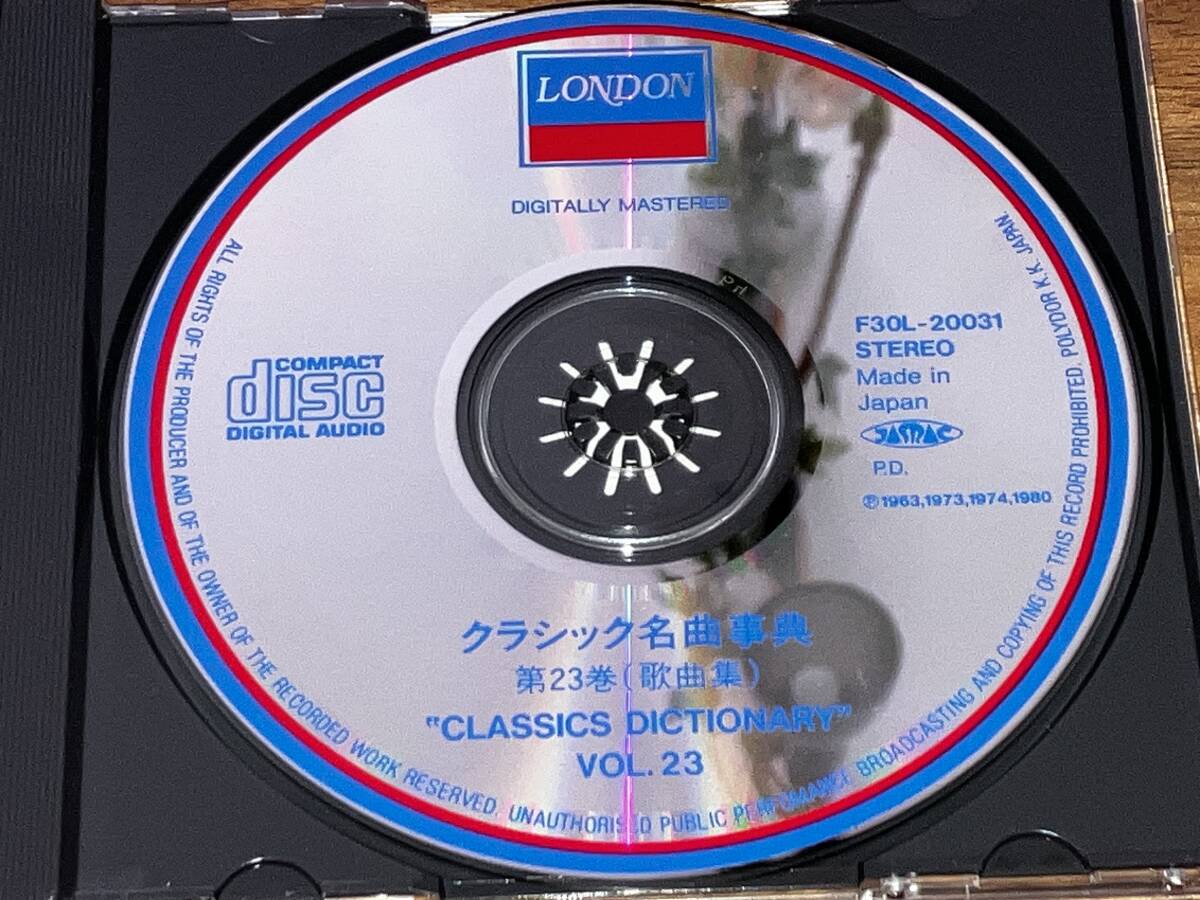 LONDON
DIGITALLY MASTERED
COMPACT
disc
DIGITAL AUDIO
F30L-20031
STEREO
Made in
Japan
JASRAC
P.D.
℗1963,1973,1974,1980
クラシック名曲事典
第23巻(歌曲集)
"CLASSICS DICTIONARY"
VOL.23
ALL RIGHTS OF THE PRODUCER AND OF THE OWNER OF THE RECORDED WORK RESERVED. UNAUTHORISED PUBLIC PERFORMANCE BROADCASTING AND COPYING OF THIS RECORD PROHIBITED. POLYDOR K.K. JAPAN.